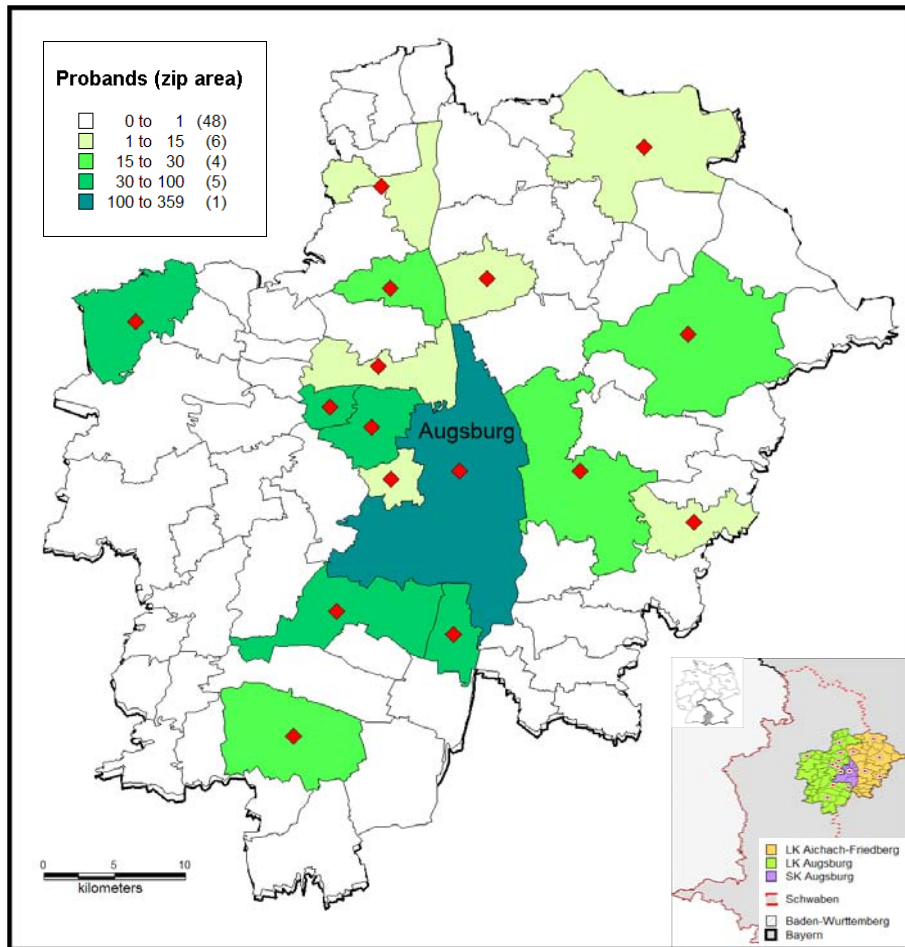 Probands (zip area)
0 to 1 (48)
1 to 15 (6)
15 to 30 (4)
30 to 100 (5)
100 to 359 (1)
Augsburg
0 5 10
kilometers
LK Aichach-Friedberg
LK Augsburg
SK Augsburg
Schwaben
Baden-Wurttemberg
Bayern